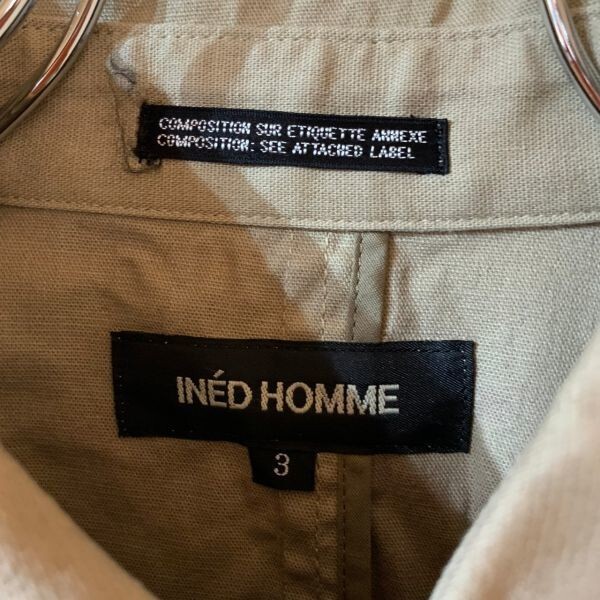 COMPOSITION SUR ETIQUETTE ANNEXE
COMPOSITION: SEE ATTACHED LABEL
INÉD HOMME
3